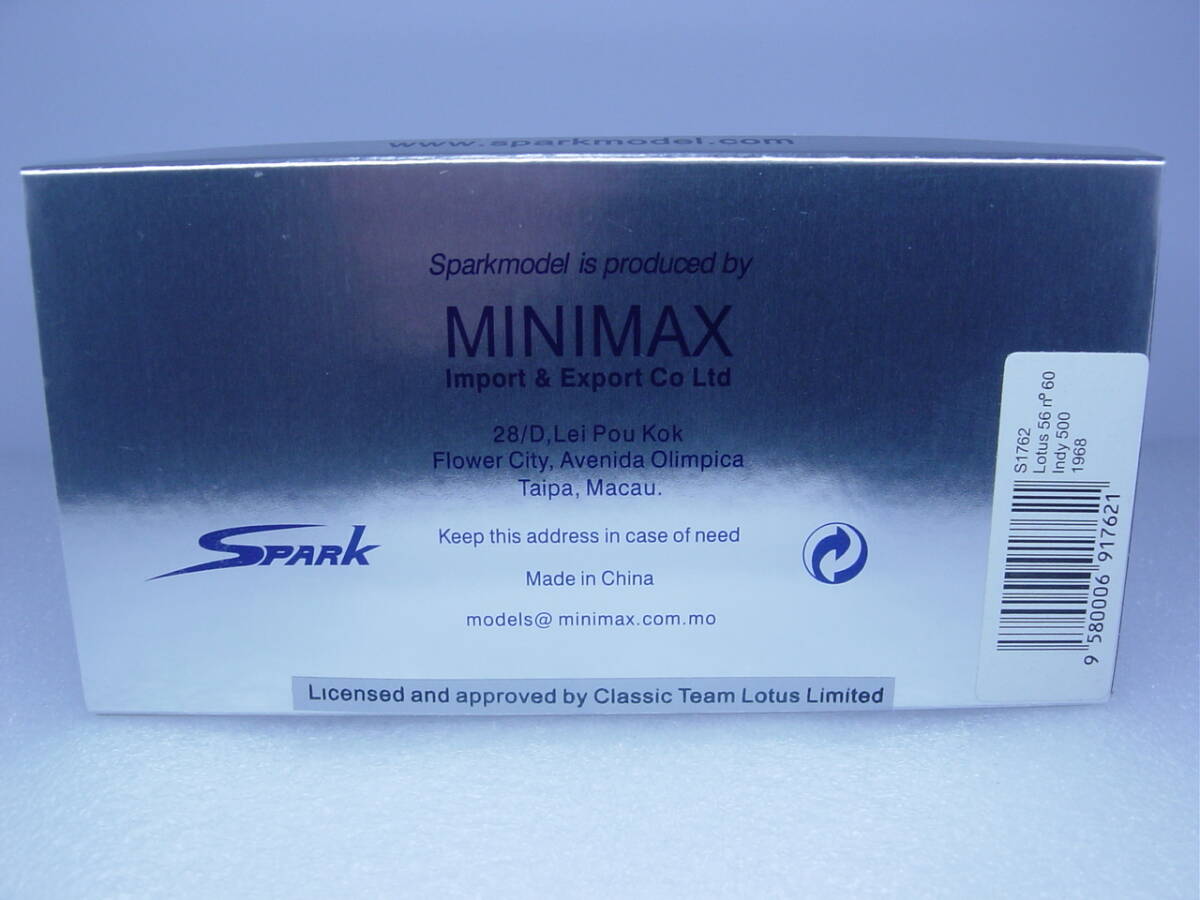 www.sparkmodel.com
Sparkmodel is produced by
MINIMAX
Import & Export Co Ltd
28/D,Lei Pou Kok
Flower City, Avenida Olimpica
Taipa, Macau.
SPARK
Keep this address in case of need
Made in China
models@ minimax.com.mo
Licensed and approved by Classic Team Lotus Limited
S1762
Lotus 56 nº 60
Indy 500
1968
9 580006 917621